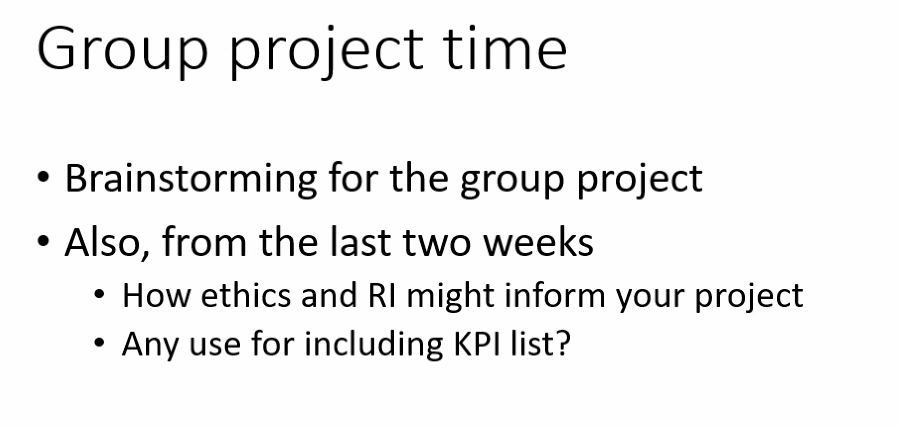 Group project time
• Brainstorming for the group project
• Also, from the last two weeks
• How ethics and RI might inform your project
• Any use for including KPI list?